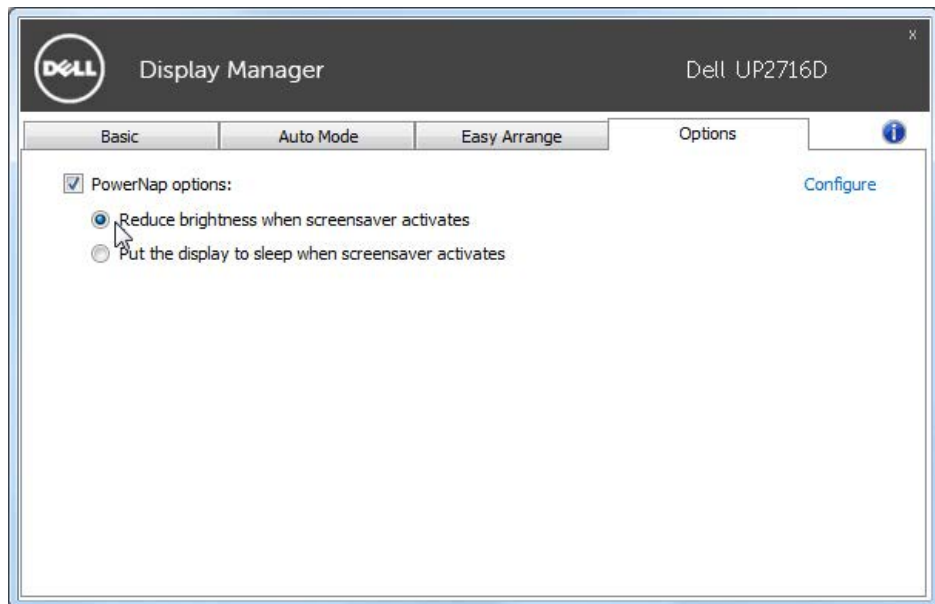 DELL
Display Manager
Dell UP2716D
x
Basic
Auto Mode
Easy Arrange
Options
i
PowerNap options:
Configure
Reduce brightness when screensaver activates
Put the display to sleep when screensaver activates